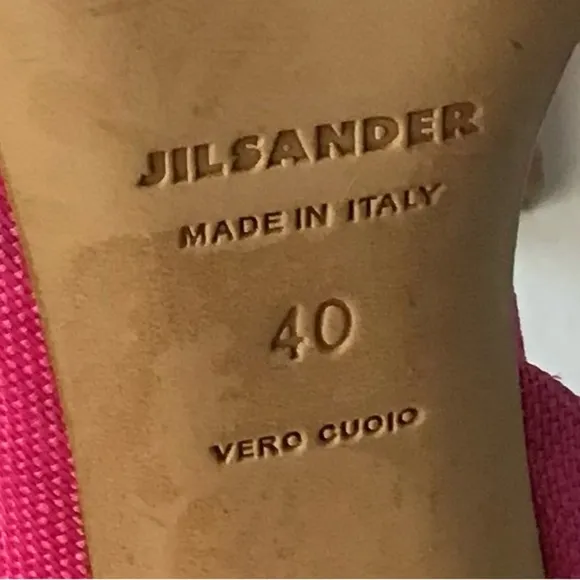 JILSANDER
MADE IN ITALY
40
VERO CUOIO